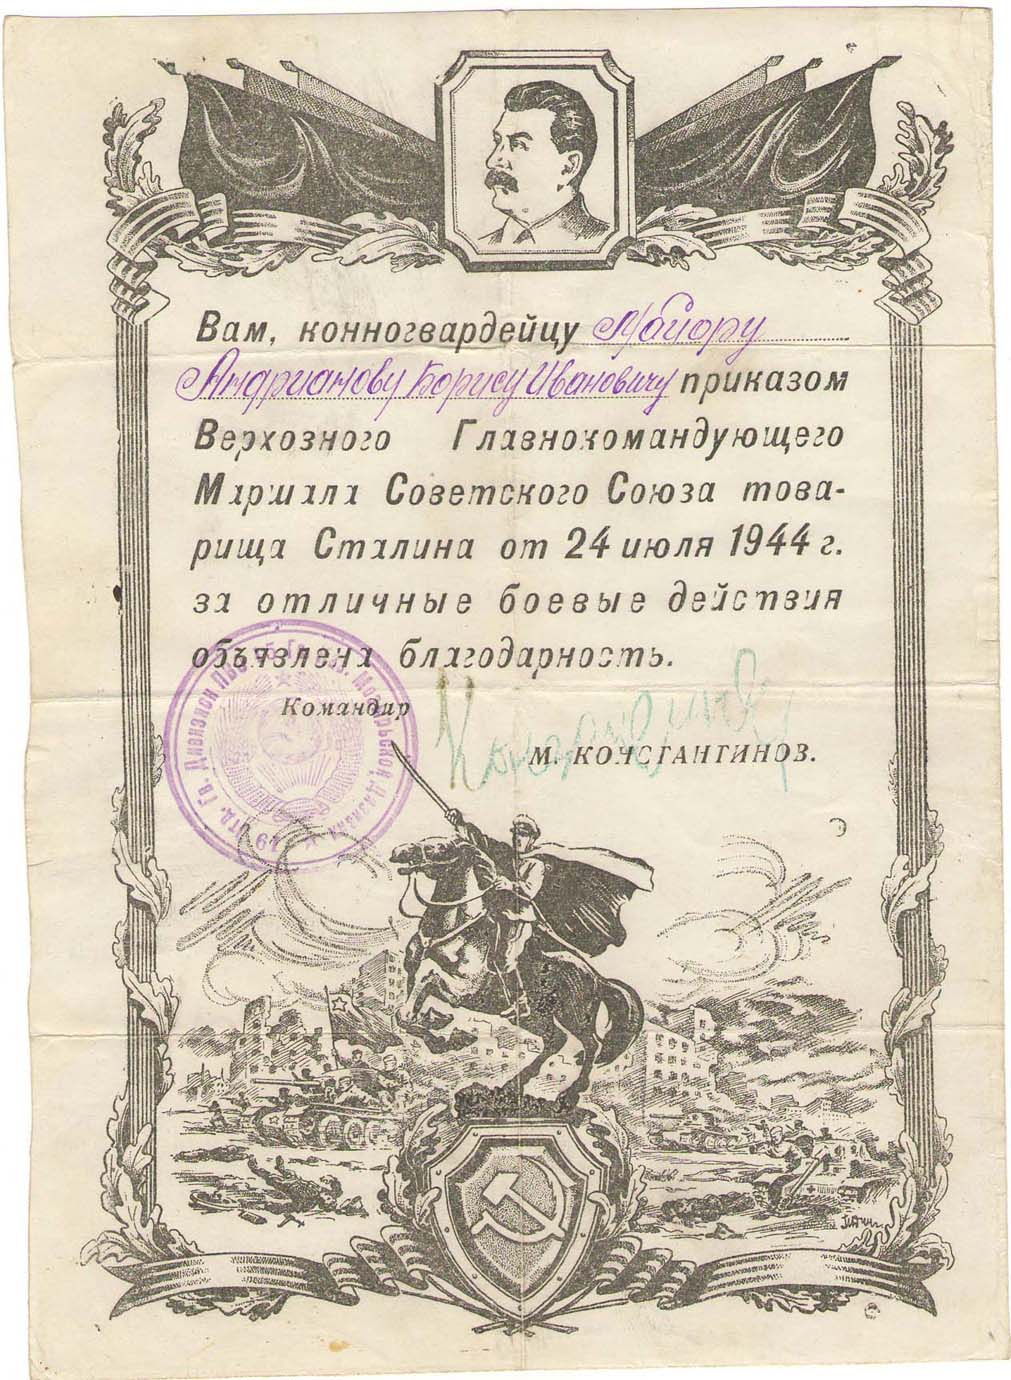 Вам, конногвардейцу Майору
Андрианову Борису Ивановичу приказом
Верховного Главнокомандующего
Маршала Советского Союза това-
рища Сталина от 24 июля 1944 г.
за отличные боевые действия
объявлена благодарность.
Командир
М. КОНСТАНТИНОВ.